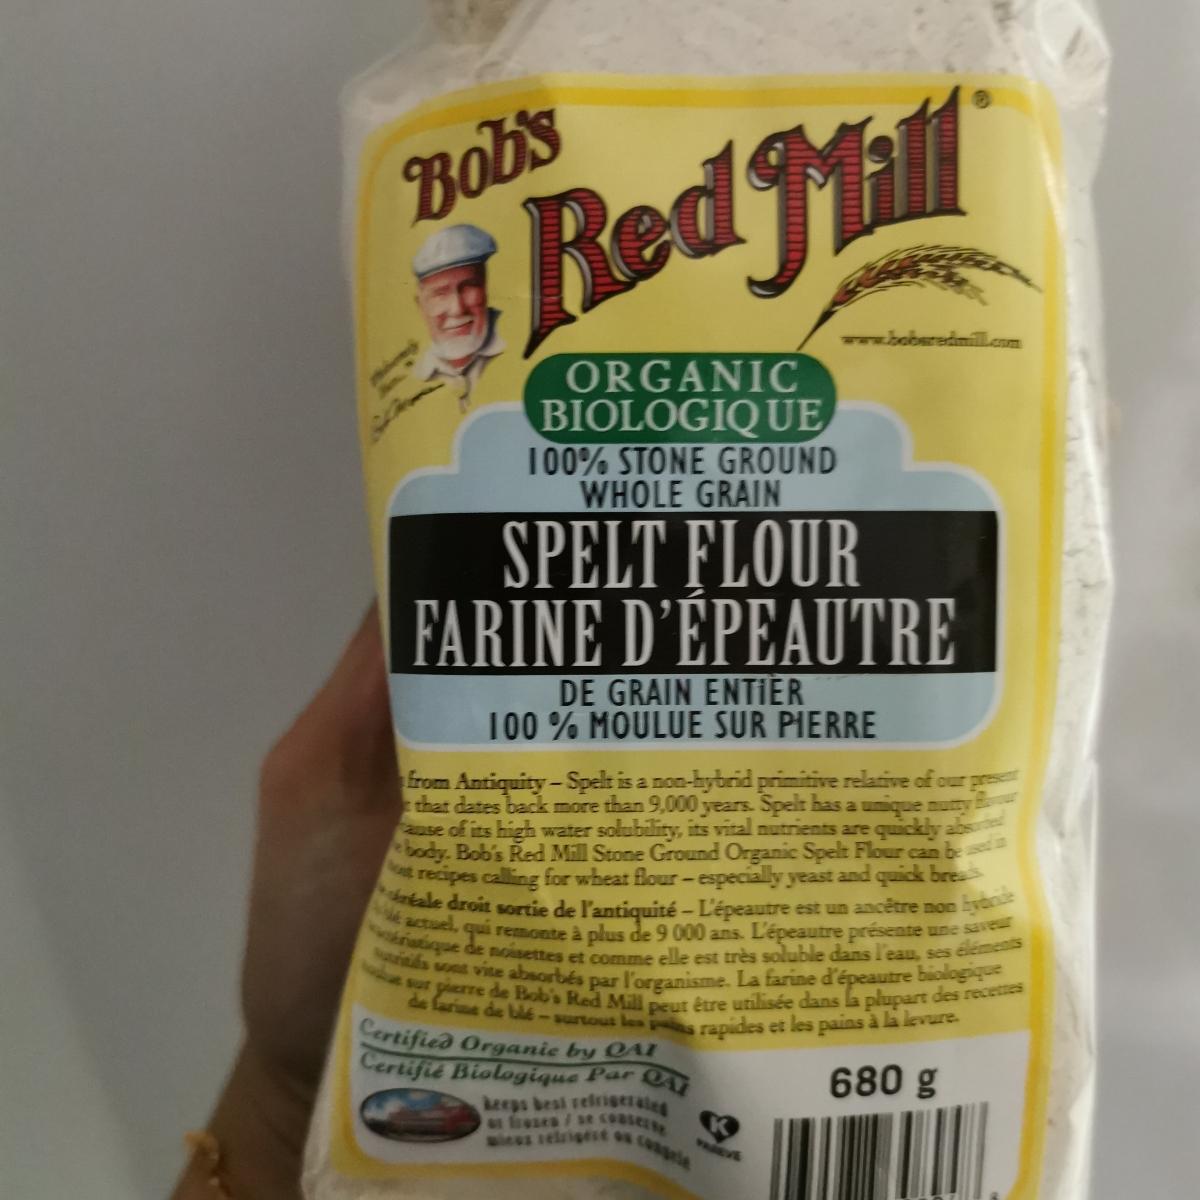 Bob's
Red Mill®
www.bobsredmill.com
ORGANIC
BIOLOGIQUE
100% STONE GROUND
WHOLE GRAIN
SPELT FLOUR
FARINE D'ÉPEAUTRE
DE GRAIN ENTIÈR
100 % MOULUE SUR PIERRE
from Antiquity – Spelt is a non-hybrid primitive relative of our present
that dates back more than 9,000 years. Spelt has a unique nutty flavour
of its high water solubility, its vital nutrients are quickly absorbed
body. Bob's Red Mill Stone Ground Organic Spelt Flour can be used in
recipes calling for wheat flour – especially yeast and quick breads.
céréale droit sortie de l'antiquité – L'épeautre est un ancêtre non hybride
blé actuel, qui remonte à plus de 9 000 ans. L'épeautre présente une saveur
de noisettes et comme elle est très soluble dans l'eau, ses éléments
nutritifs sont vite absorbés par l'organisme. La farine d'épeautre biologique
sur pierre de Bob's Red Mill peut être utilisée dans la plupart des recettes
de farine de blé – surtout les pains rapides et les pains à la levure.
Certified Organic by QAI
Certifié Biologique Par QAI
680 g
keeps best refrigerated
or frozen / se conserve
mieux réfrigéré ou congelé
K
PAREVE